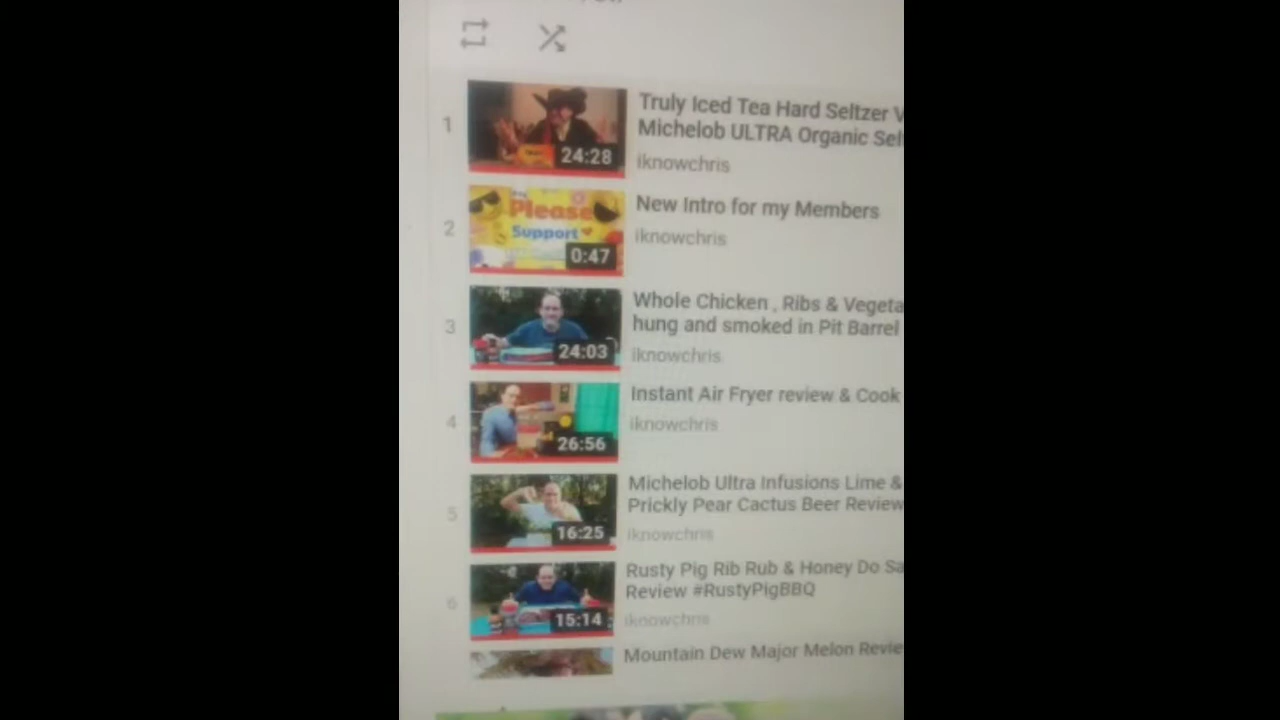 1
24:28
Truly Iced Tea Hard Seltzer V
Michelob ULTRA Organic Sel
iknowchris
2
Please
Support
0:47
New Intro for my Members
iknowchris
3
24:03
Whole Chicken , Ribs & Vegeta
hung and smoked in Pit Barrel
iknowchris
4
26:56
Instant Air Fryer review & Cook
iknowchris
5
16:25
Michelob Ultra Infusions Lime &
Prickly Pear Cactus Beer Review
iknowchris
6
15:14
Rusty Pig Rib Rub & Honey Do Sa
Review #RustyPigBBQ
iknowchris
Mountain Dew Major Melon Revie